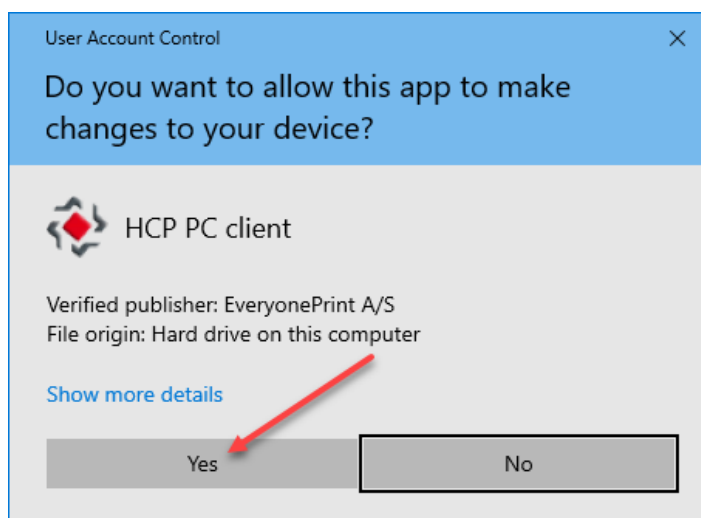 User Account Control
Do you want to allow this app to make
changes to your device?
HCP PC client
Verified publisher: EveryonePrint A/S
File origin: Hard drive on this computer
Show more details
Yes
No